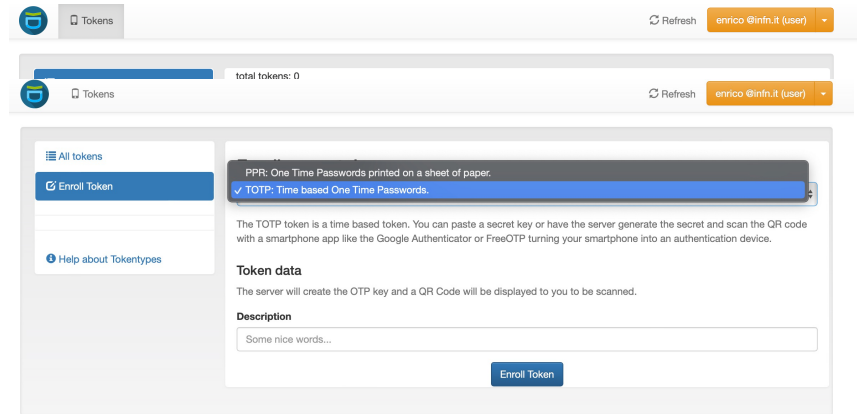 Tokens
Refresh
enrico @infn.it (user)
total tokens: 0
Tokens
Refresh
enrico @infn.it (user)
All tokens
Enroll Token
Help about Tokentypes
PPR: One Time Passwords printed on a sheet of paper.
TOTP: Time based One Time Passwords.
The TOTP token is a time based token. You can paste a secret key or have the server generate the secret and scan the QR code
with a smartphone app like the Google Authenticator or FreeOTP turning your smartphone into an authentication device.
Token data
The server will create the OTP key and a QR Code will be displayed to you to be scanned.
Description
Some nice words...
Enroll Token